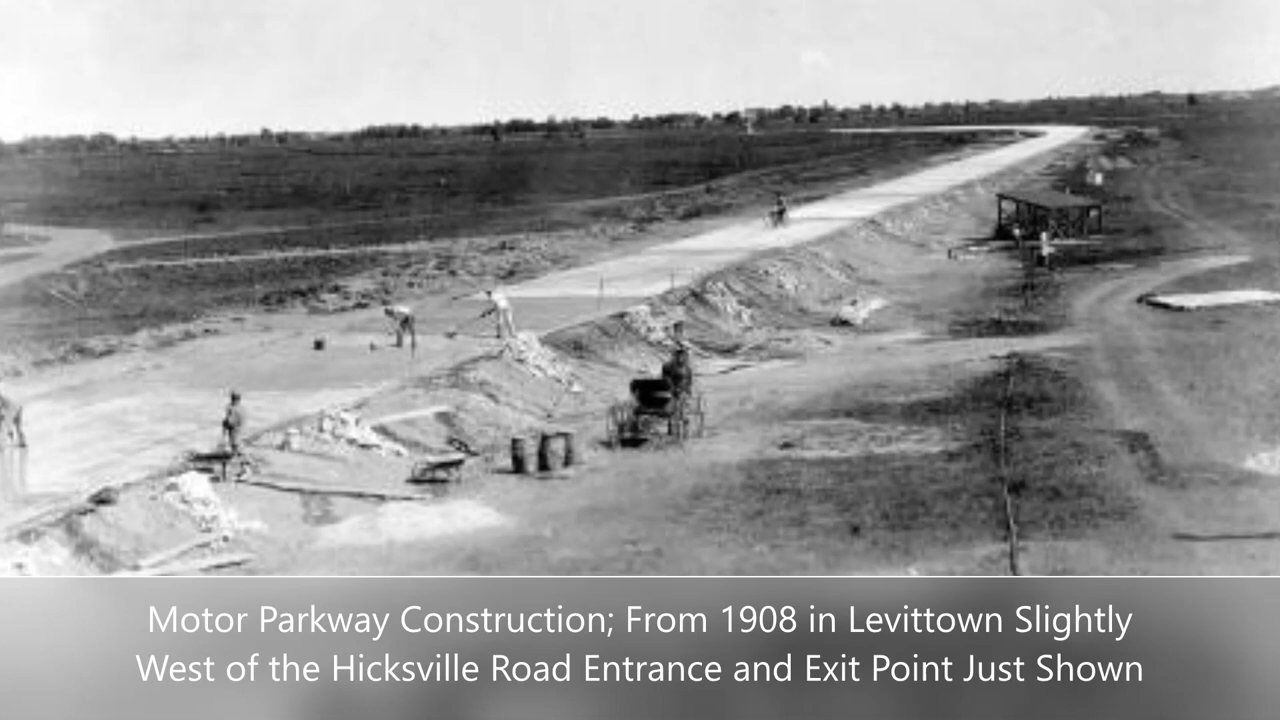 Motor Parkway Construction; From 1908 in Levittown Slightly
West of the Hicksville Road Entrance and Exit Point Just Shown